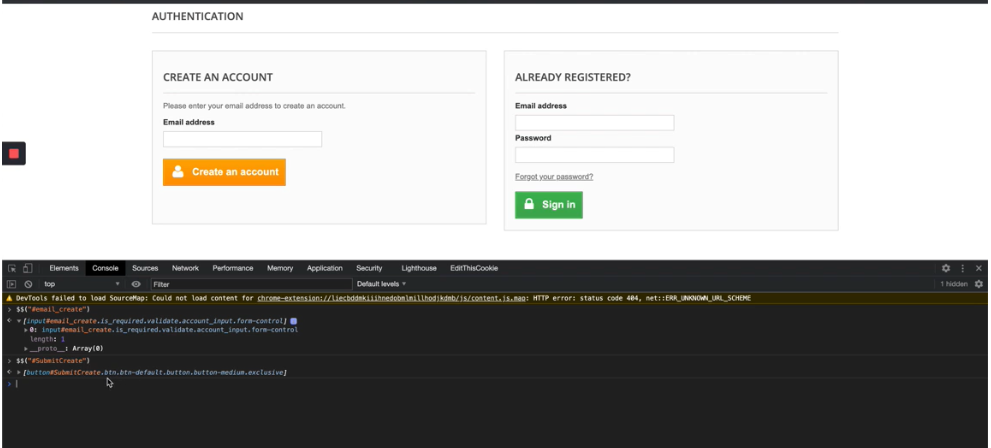 AUTHENTICATION
CREATE AN ACCOUNT
Please enter your email address to create an account.
Email address
Create an account
ALREADY REGISTERED?
Email address
Password
Forgot your password?
Sign in
Elements Console Sources Network Performance Memory Application Security Lighthouse EditThisCookie
top ▾ Filter Default levels ▾ 1 hidden
DevTools failed to load SourceMap: Could not load content for chrome-extension://liecbddmkiiihnedobmlmillhodjkdmb/js/content.js.map: HTTP error: status code 404, net::ERR_UNKNOWN_URL_SCHEME
> $$("#email_create")
< ▾ [input#email_create.is_required.validate.account_input.form-control]
▸ 0: input#email_create.is_required.validate.account_input.form-control
length: 1
▸ __proto__: Array(0)
> $$("#SubmitCreate")
< ▸ [button#SubmitCreate.btn.btn-default.button.button-medium.exclusive]
>